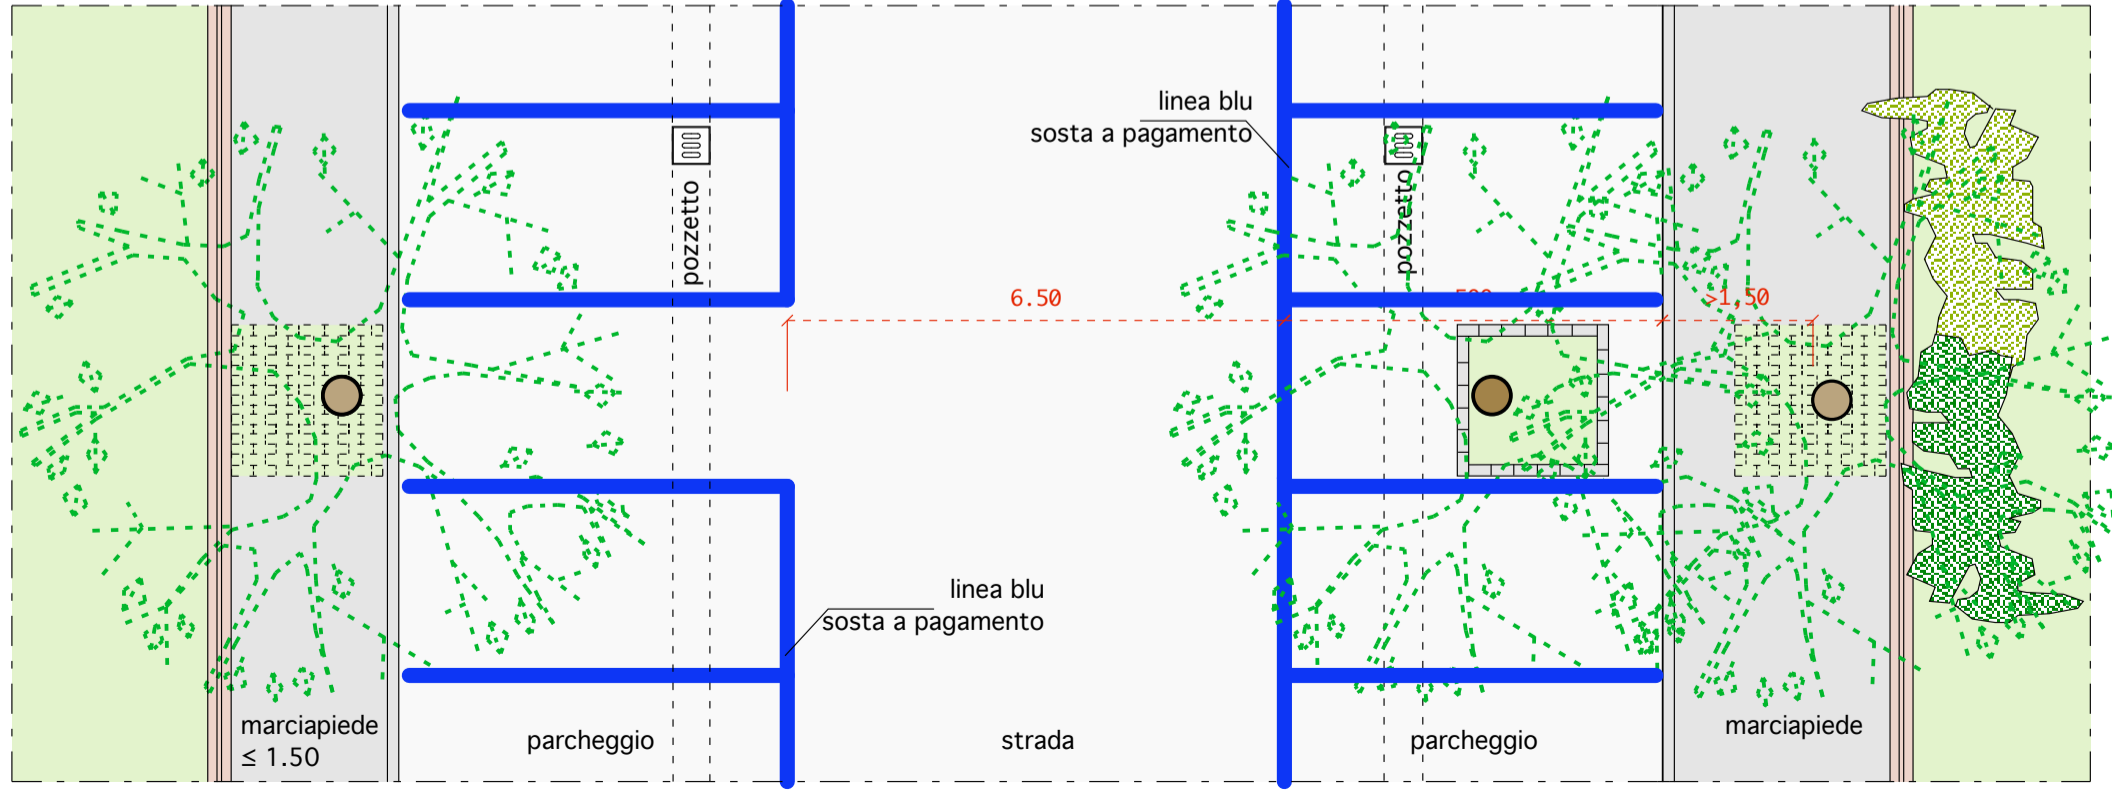 linea blu
sosta a pagamento
pozzetto
pozzetto
6.50
>1,50
linea blu
sosta a pagamento
marciapiede
≤ 1.50
parcheggio
strada
parcheggio
marciapiede